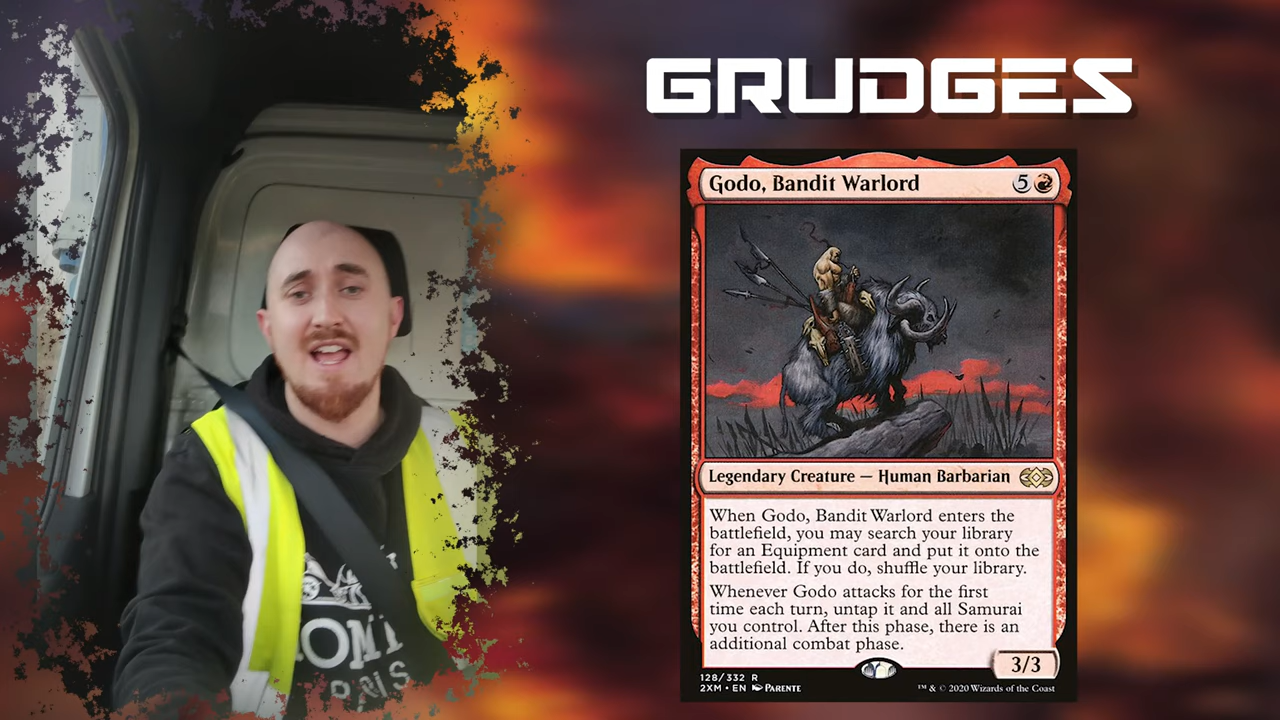 GRUDGES
Godo, Bandit Warlord 5
Legendary Creature — Human Barbarian
When Godo, Bandit Warlord enters the
battlefield, you may search your library
for an Equipment card and put it onto the
battlefield. If you do, shuffle your library.
Whenever Godo attacks for the first
time each turn, untap it and all Samurai
you control. After this phase, there is an
additional combat phase.
3/3
128/332 R
2XM • EN PARENTE
™ & © 2020 Wizards of the Coast